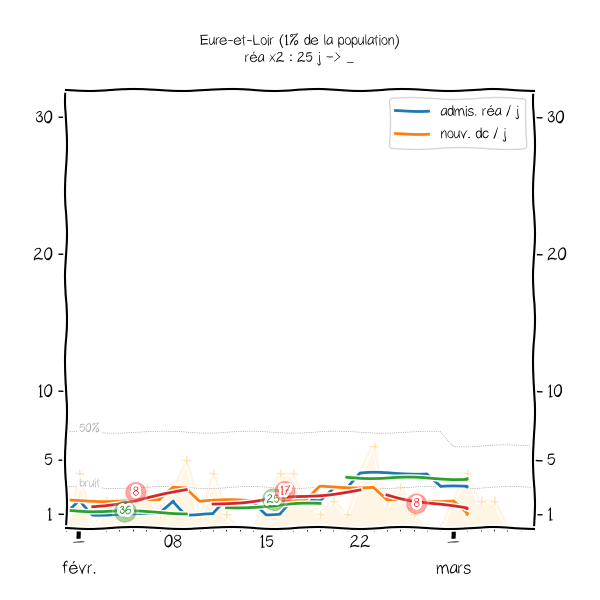 Eure-et-Loir (1% de la population)
réa x2 : 25 j -> _
admis. réa / j
nouv. dc / j
30
30
20
20
10
10
50%
5
5
bruit
8
17
25
36
8
1
1
08
15
22
févr.
mars